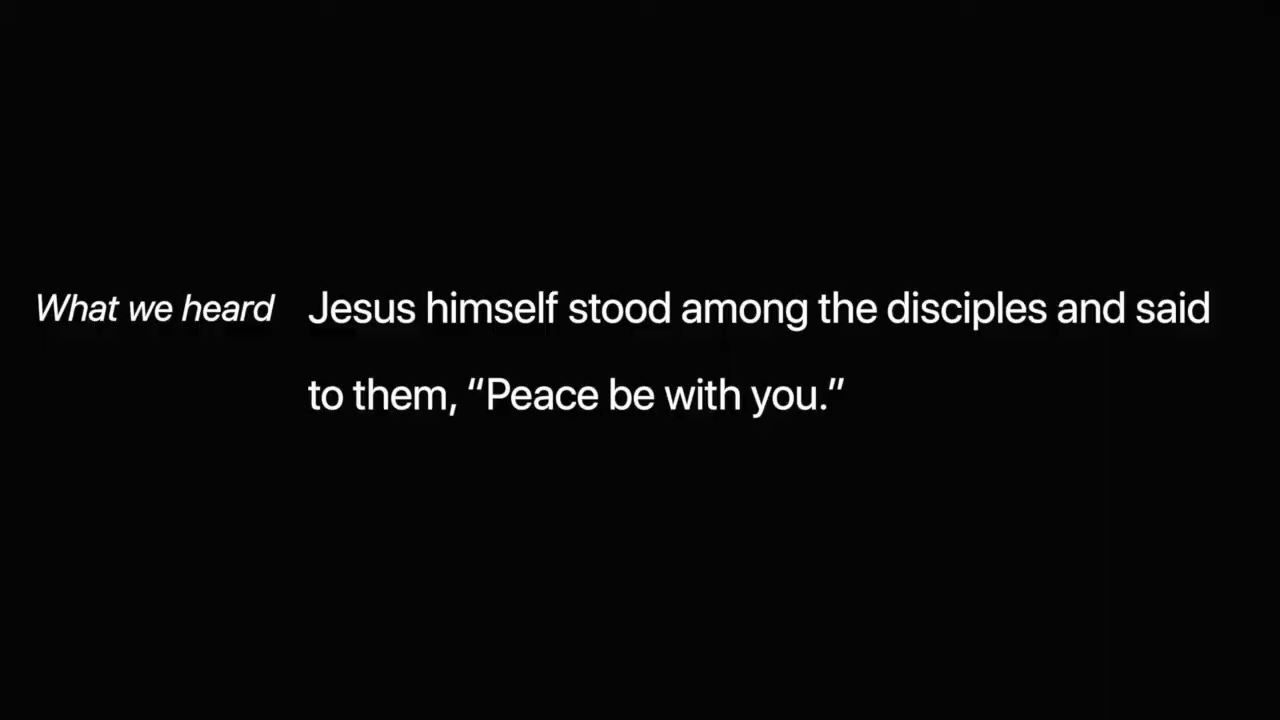 What we heard Jesus himself stood among the disciples and said
to them, “Peace be with you.”